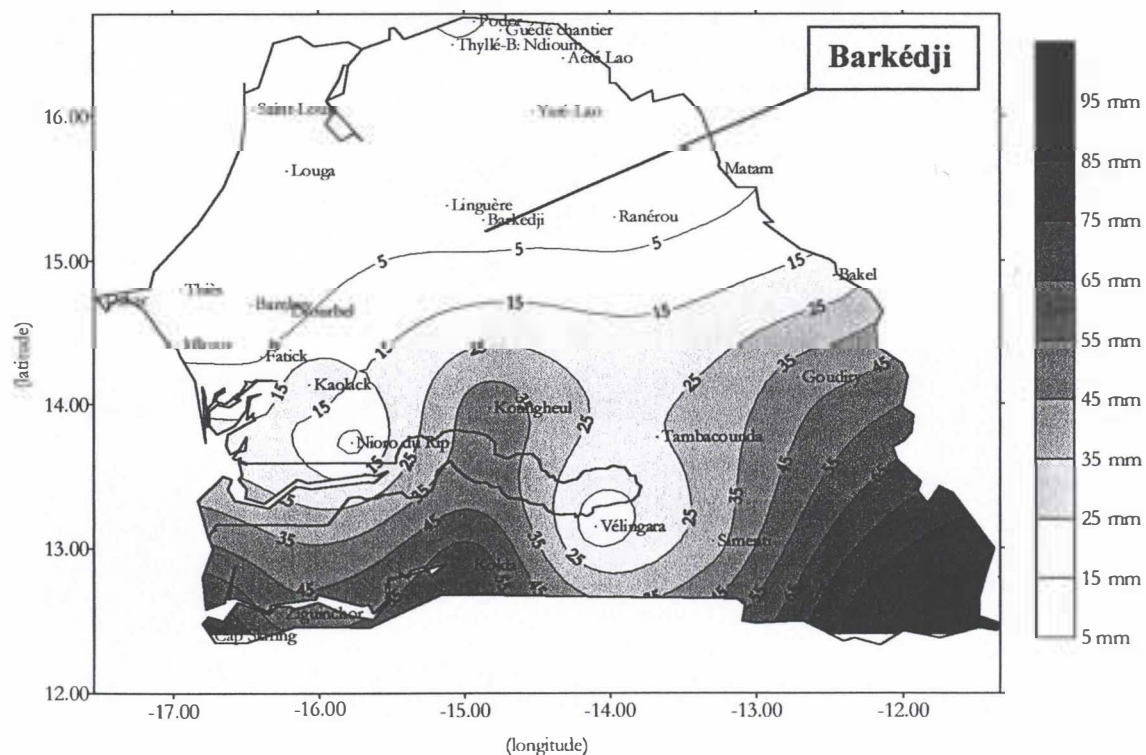 Podor
Guédé chantier
Thyllé-B: Ndioum
Aéré Lao
Barkédji
16.00
Saint-Louis
Yaré-Lao
Louga
Matam
Linguère
Barkédji
Ranérou
5
5
5
15.00
15
Bakel
Thiès
Bambey
Diourbel
15
15
25
(latitude)
Fatick
15
25
45
Goudiry
35
Kaolack
15
15
25
14.00
Koungheul
35
25
Nioro du Rip
Tambacounda
15
25
35
45
35
45
25
Vélingara
25
13.00
35
35
Simenti
25
45
Kolda
45
Ziguinchor
12.00
-17.00
-16.00
-15.00
-14.00
-13.00
-12.00
(longitude)
95 mm
85 mm
75 mm
65 mm
55 mm
45 mm
35 mm
25 mm
15 mm
5 mm